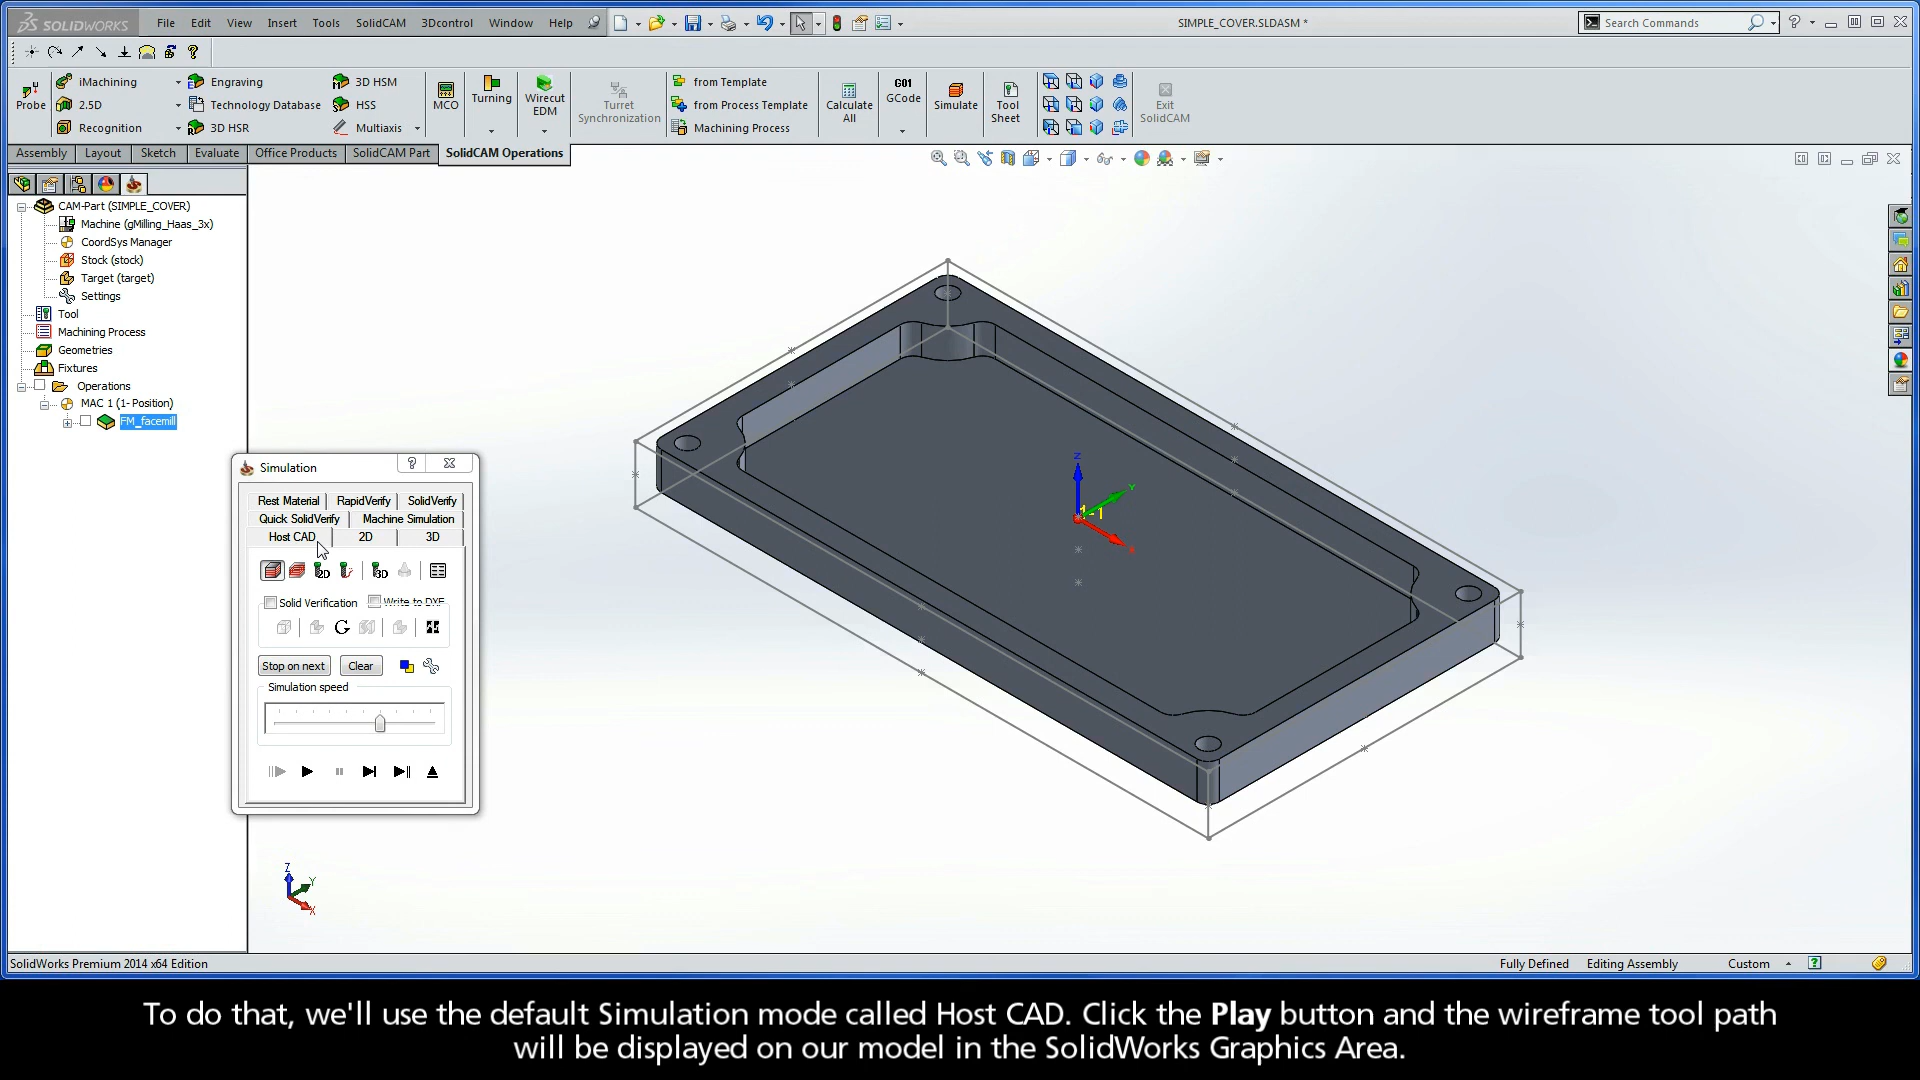 SOLIDWORKS File Edit View Insert Tools SolidCAM 3Dcontrol Window Help SIMPLE_COVER.SLDASM * Search Commands
Probe
iMachining
2.5D
Recognition
Engraving
Technology Database
3D HSR
3D HSM
HSS
Multiaxis
MCO
Turning
Wirecut
EDM
Turret
Synchronization
from Template
from Process Template
Machining Process
Calculate
All
G01
GCode
Simulate
Tool
Sheet
Exit
SolidCAM
Assembly Layout Sketch Evaluate Office Products SolidCAM Part SolidCAM Operations
CAM-Part (SIMPLE_COVER)
Machine (gMilling_Haas_3x)
CoordSys Manager
Stock (stock)
Target (target)
Settings
Tool
Machining Process
Geometries
Fixtures
Operations
MAC 1 (1- Position)
FM_facemill
Simulation
Rest Material RapidVerify SolidVerify
Quick SolidVerify Machine Simulation
Host CAD 2D 3D
2D 3D
Solid Verification Write to DXF
Stop on next Clear
Simulation speed
Z
Y
X
Z
Y
X
1-1
SolidWorks Premium 2014 x64 Edition Fully Defined Editing Assembly Custom
To do that, we'll use the default Simulation mode called Host CAD. Click the Play button and the wireframe tool path
will be displayed on our model in the SolidWorks Graphics Area.